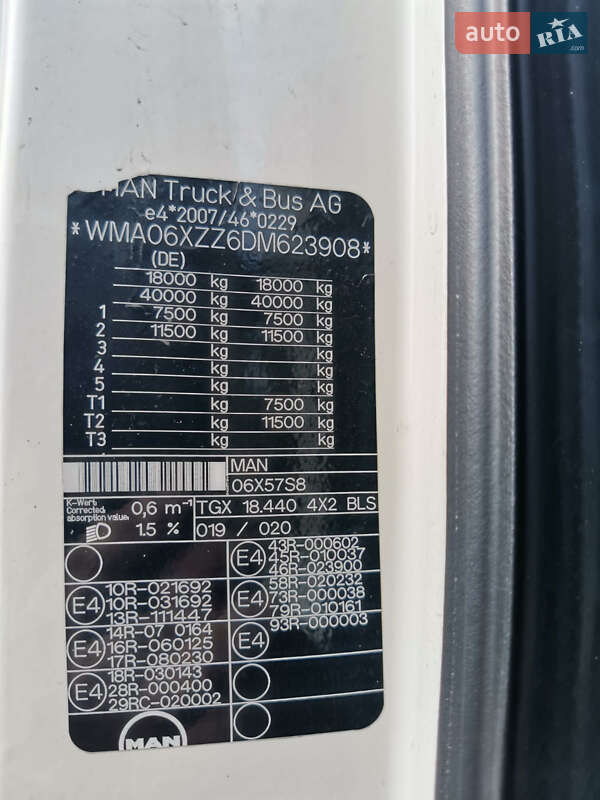 auto RIA .com
MAN Truck & Bus AG
e4*2007/46*0229
*WMA06XZZ6DM623908*
(DE)
18000 kg 18000 kg
40000 kg 40000 kg
1 7500 kg 7500 kg
2 11500 kg 11500 kg
3 kg kg
4 kg kg
5 kg kg
T1 kg 7500 kg
T2 kg 11500 kg
T3 kg kg
MAN
06X57S8
K-Wert: Corrected absorption value: 0,6 m⁻¹ TGX 18.440 4X2 BLS
1.5 % 019 / 020
E4 43R-000602
45R-010037
46R-023900
E4 10R-021692
10R-031692
13R-111447
E4 58R-020232
73R-000038
79R-010161
E4 14R-07 0164
16R-060125
17R-080230
E4 93R-000003
E4 18R-030143
28R-000400
29RC-020002
MAN